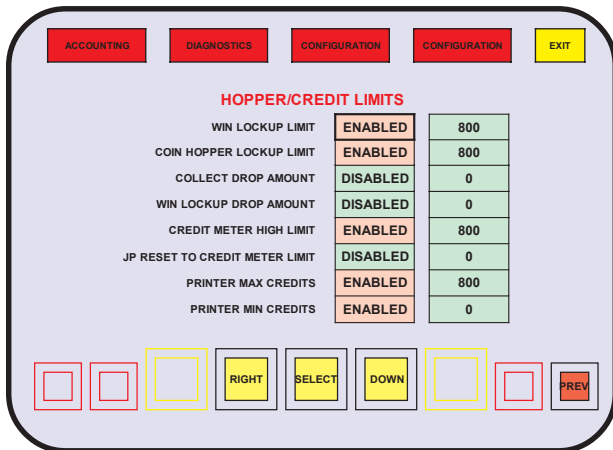 ACCOUNTING DIAGNOSTICS CONFIGURATION CONFIGURATION EXIT
HOPPER/CREDIT LIMITS
WIN LOCKUP LIMIT ENABLED 800
COIN HOPPER LOCKUP LIMIT ENABLED 800
COLLECT DROP AMOUNT DISABLED 0
WIN LOCKUP DROP AMOUNT DISABLED 0
CREDIT METER HIGH LIMIT ENABLED 800
JP RESET TO CREDIT METER LIMIT DISABLED 0
PRINTER MAX CREDITS ENABLED 800
PRINTER MIN CREDITS ENABLED 0
RIGHT SELECT DOWN PREV